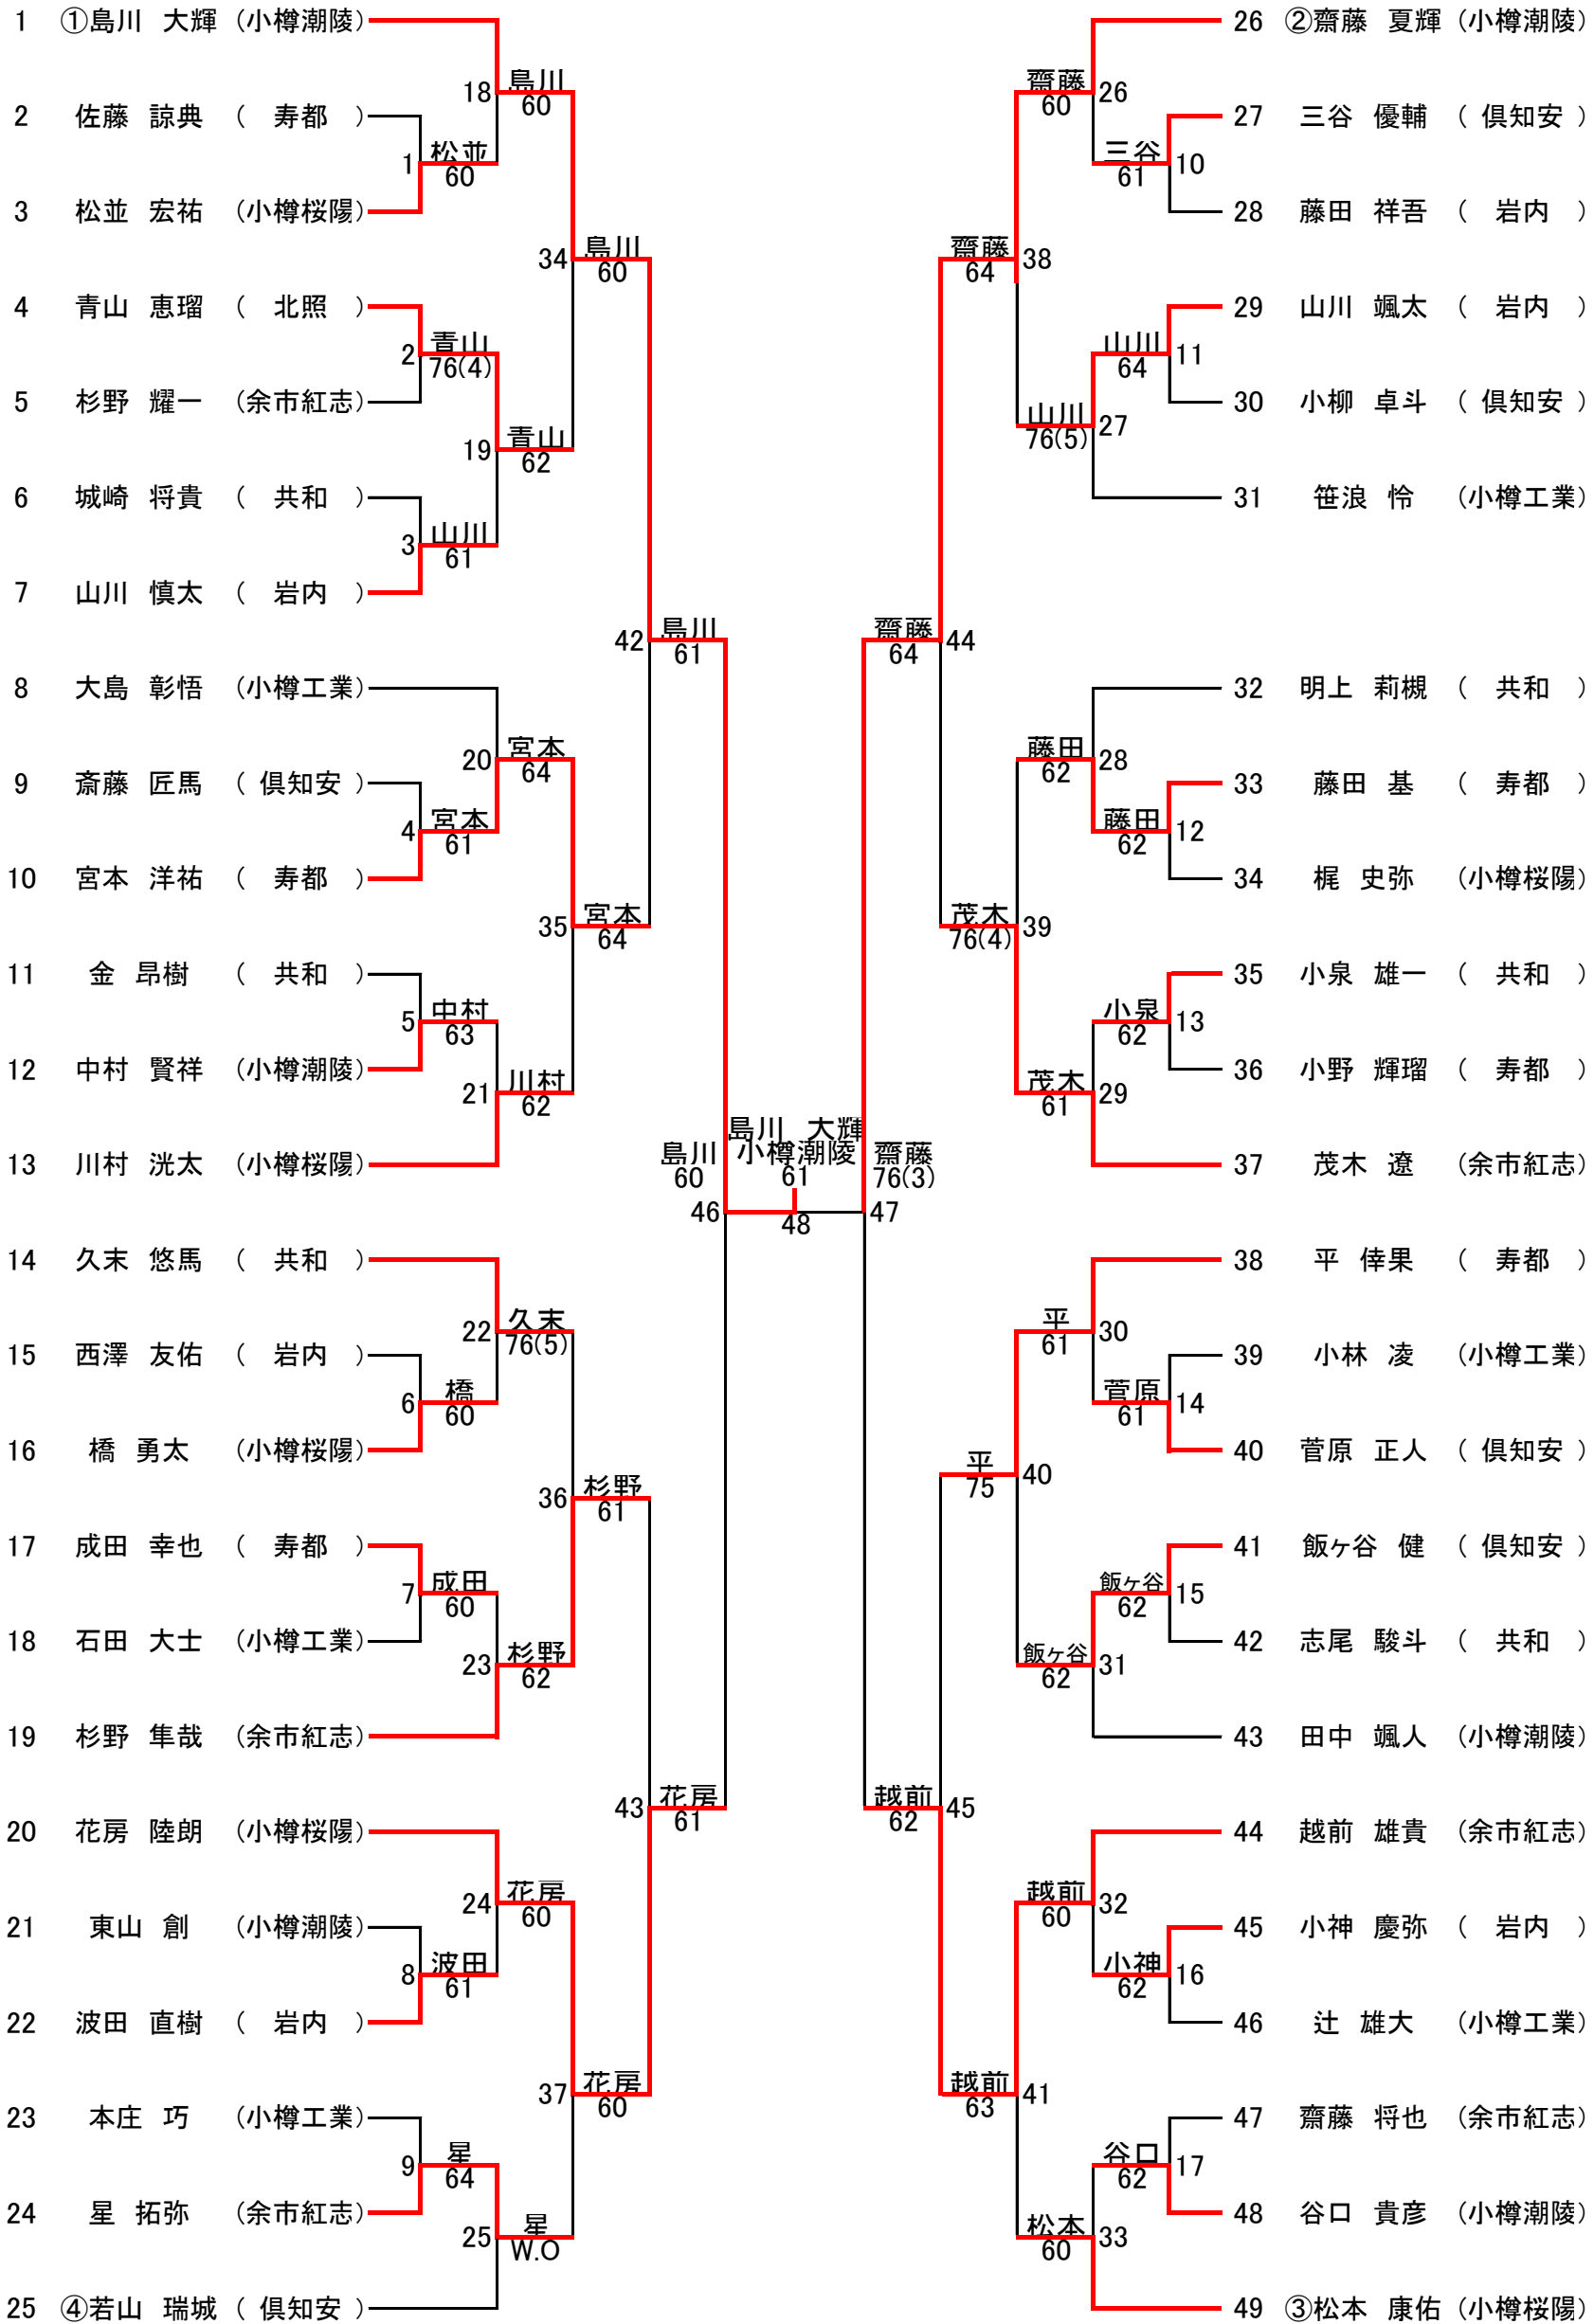 1 ①島川 大輝 (小樽潮陵)
26 ②齋藤 夏輝 (小樽潮陵)
島川
18
60
齋藤
60
26
2 佐藤 諒典 ( 寿都 )
27 三谷 優輔 ( 倶知安 )
松並
1
60
三谷
61
10
3 松並 宏祐 (小樽桜陽)
28 藤田 祥吾 ( 岩内 )
島川
34
60
齋藤
64
38
4 青山 恵瑠 ( 北照 )
29 山川 颯太 ( 岩内 )
青山
2
76(4)
山川
64
11
5 杉野 耀一 (余市紅志)
30 小柳 卓斗 ( 倶知安 )
青山
19
62
山川
76(5)
27
6 城崎 将貴 ( 共和 )
31 笹浪 怜 (小樽工業)
山川
3
61
7 山川 慎太 ( 岩内 )
島川
42
61
齋藤
64
44
8 大島 彰悟 (小樽工業)
32 明上 莉槻 ( 共和 )
宮本
20
64
藤田
62
28
9 斎藤 匠馬 ( 倶知安 )
33 藤田 基 ( 寿都 )
宮本
4
61
藤田
62
12
10 宮本 洋祐 ( 寿都 )
34 梶 史弥 (小樽桜陽)
宮本
35
64
茂木
76(4)
39
11 金 昂樹 ( 共和 )
35 小泉 雄一 ( 共和 )
中村
5
63
小泉
62
13
12 中村 賢祥 (小樽潮陵)
36 小野 輝瑠 ( 寿都 )
川村
21
62
茂木
61
29
島川 大輝
小樽潮陵
61
島川
60
齋藤
76(3)
13 川村 洸太 (小樽桜陽)
37 茂木 遼 (余市紅志)
46
48
47
14 久末 悠馬 ( 共和 )
38 平 倖果 ( 寿都 )
久末
22
76(5)
平
61
30
15 西澤 友佑 ( 岩内 )
39 小林 凌 (小樽工業)
橋
6
60
菅原
61
14
16 橋 勇太 (小樽桜陽)
40 菅原 正人 ( 倶知安 )
杉野
36
61
平
75
40
17 成田 幸也 ( 寿都 )
41 飯ヶ谷 健 ( 倶知安 )
成田
7
60
飯ヶ谷
62
15
18 石田 大士 (小樽工業)
42 志尾 駿斗 ( 共和 )
杉野
23
62
飯ヶ谷
62
31
19 杉野 隼哉 (余市紅志)
43 田中 颯人 (小樽潮陵)
花房
43
61
越前
62
45
20 花房 陸朗 (小樽桜陽)
44 越前 雄貴 (余市紅志)
花房
24
60
越前
60
32
21 東山 創 (小樽潮陵)
45 小神 慶弥 ( 岩内 )
波田
8
61
小神
62
16
22 波田 直樹 ( 岩内 )
46 辻 雄大 (小樽工業)
花房
37
60
越前
63
41
23 本庄 巧 (小樽工業)
47 齋藤 将也 (余市紅志)
星
9
64
谷口
62
17
24 星 拓弥 (余市紅志)
48 谷口 貴彦 (小樽潮陵)
星
25
W.O
松本
60
33
25 ④若山 瑞城 ( 倶知安 )
49 ③松本 康佑 (小樽桜陽)